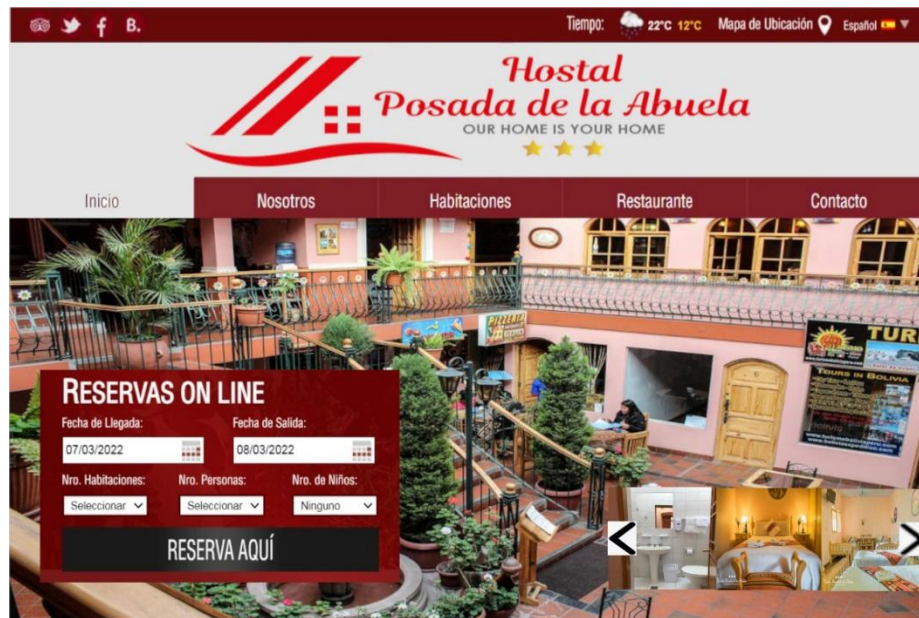 B.
Tiempo: 22°C 12°C Mapa de Ubicación Español
Hostal
Posada de la Abuela
OUR HOME IS YOUR HOME
Inicio Nosotros Habitaciones Restaurante Contacto
PIZZERIA
TUR
TOURS IN BOLIVIA
RESERVAS ON LINE
Fecha de Llegada: Fecha de Salida:
07/03/2022 08/03/2022
Nro. Habitaciones: Nro. Personas: Nro. de Niños:
Seleccionar Seleccionar Ninguno
RESERVA AQUÍ